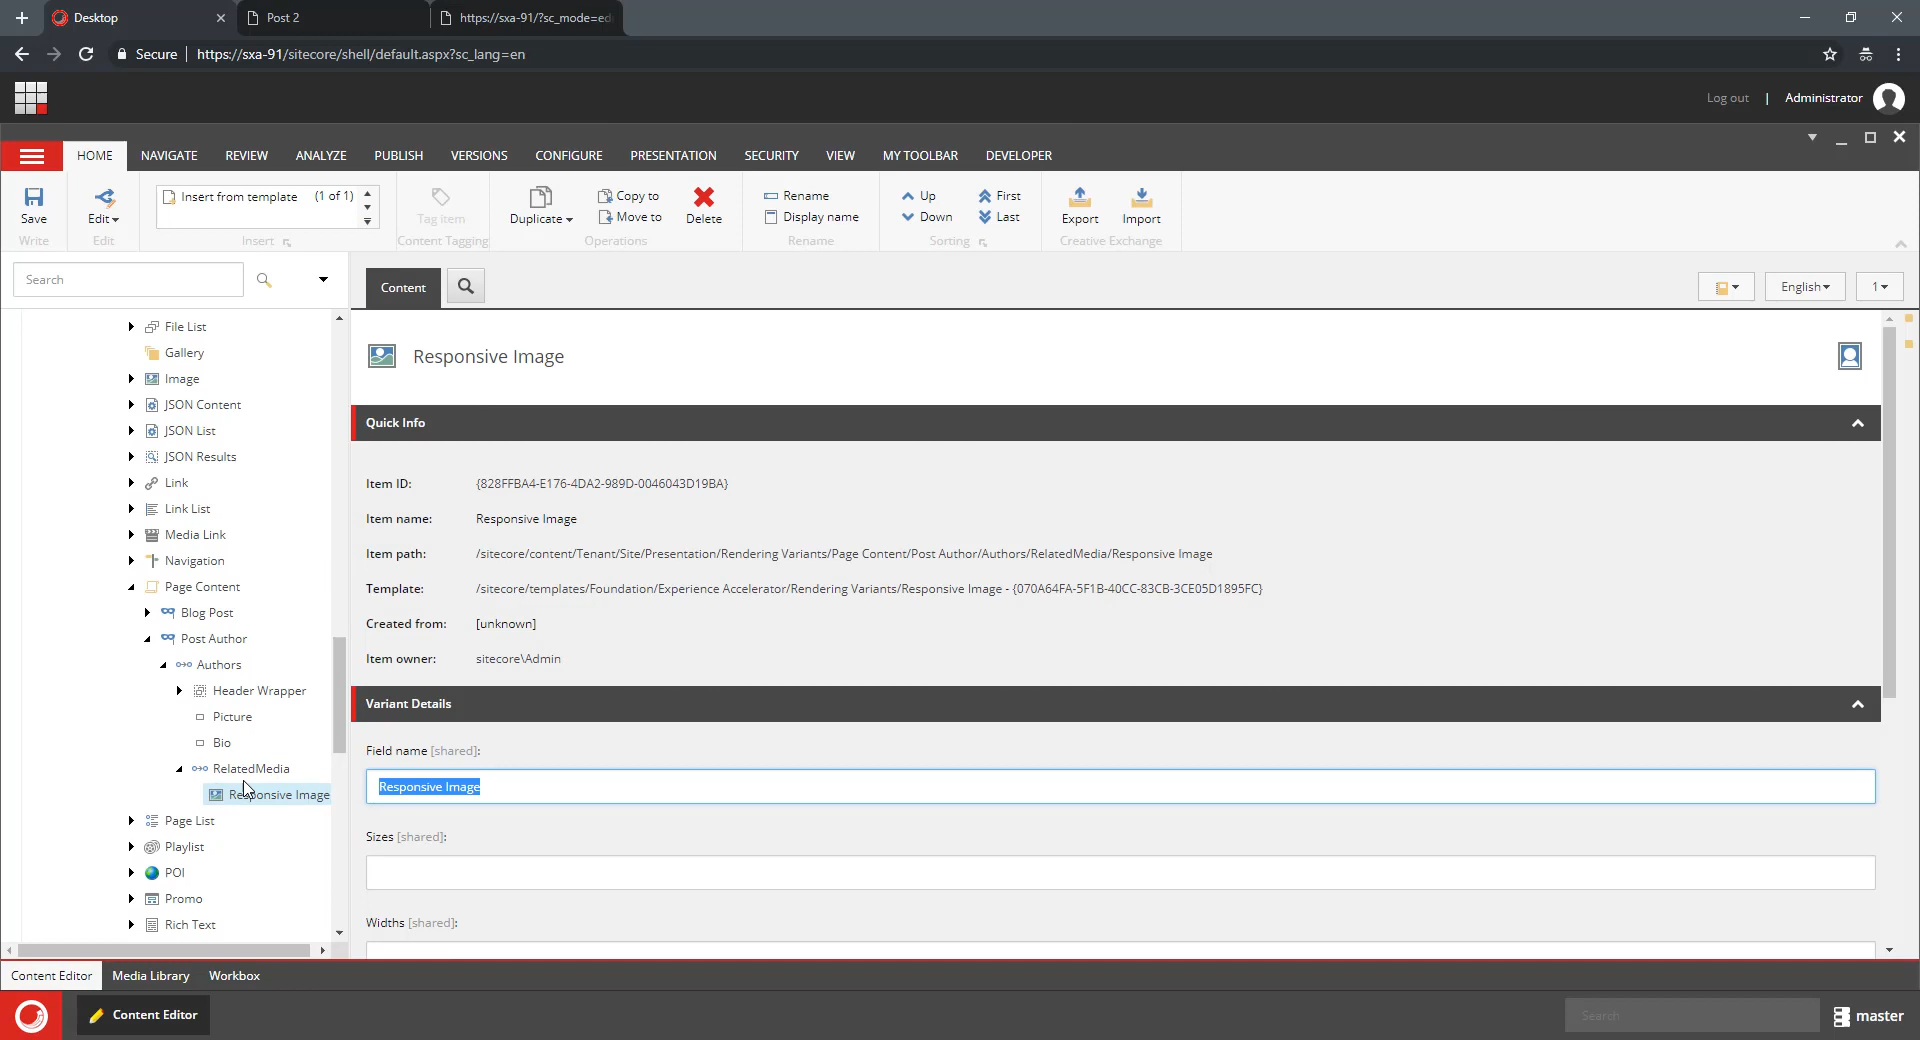 Desktop
Post 2
https://sxa-91/?sc_mode=ed
Secure
https://sxa-91/sitecore/shell/default.aspx?sc_lang=en
Log out | Administrator
HOME NAVIGATE REVIEW ANALYZE PUBLISH VERSIONS CONFIGURE PRESENTATION SECURITY VIEW MY TOOLBAR DEVELOPER
Save
Write
Edit
Edit
Insert from template (1 of 1)
Insert
Tag item
Content Tagging
Duplicate
Copy to
Move to
Delete
Operations
Rename
Display name
Rename
Up
Down
First
Last
Sorting
Export
Import
Creative Exchange
Search
File List
Gallery
Image
JSON Content
JSON List
JSON Results
Link
Link List
Media Link
Navigation
Page Content
Blog Post
Post Author
Authors
Header Wrapper
Picture
Bio
RelatedMedia
Responsive Image
Page List
Playlist
POI
Promo
Rich Text
Content
English
1
Responsive Image
Quick Info
Item ID: {828FFBA4-E176-4DA2-989D-0046043D19BA}
Item name: Responsive Image
Item path: /sitecore/content/Tenant/Site/Presentation/Rendering Variants/Page Content/Post Author/Authors/RelatedMedia/Responsive Image
Template: /sitecore/templates/Foundation/Experience Accelerator/Rendering Variants/Responsive Image - {070A64FA-5F1B-40CC-83CB-3CE05D1895FC}
Created from: [unknown]
Item owner: sitecore\Admin
Variant Details
Field name [shared]:
Responsive Image
Sizes [shared]:
Widths [shared]:
Content Editor Media Library Workbox
Content Editor
Search
master